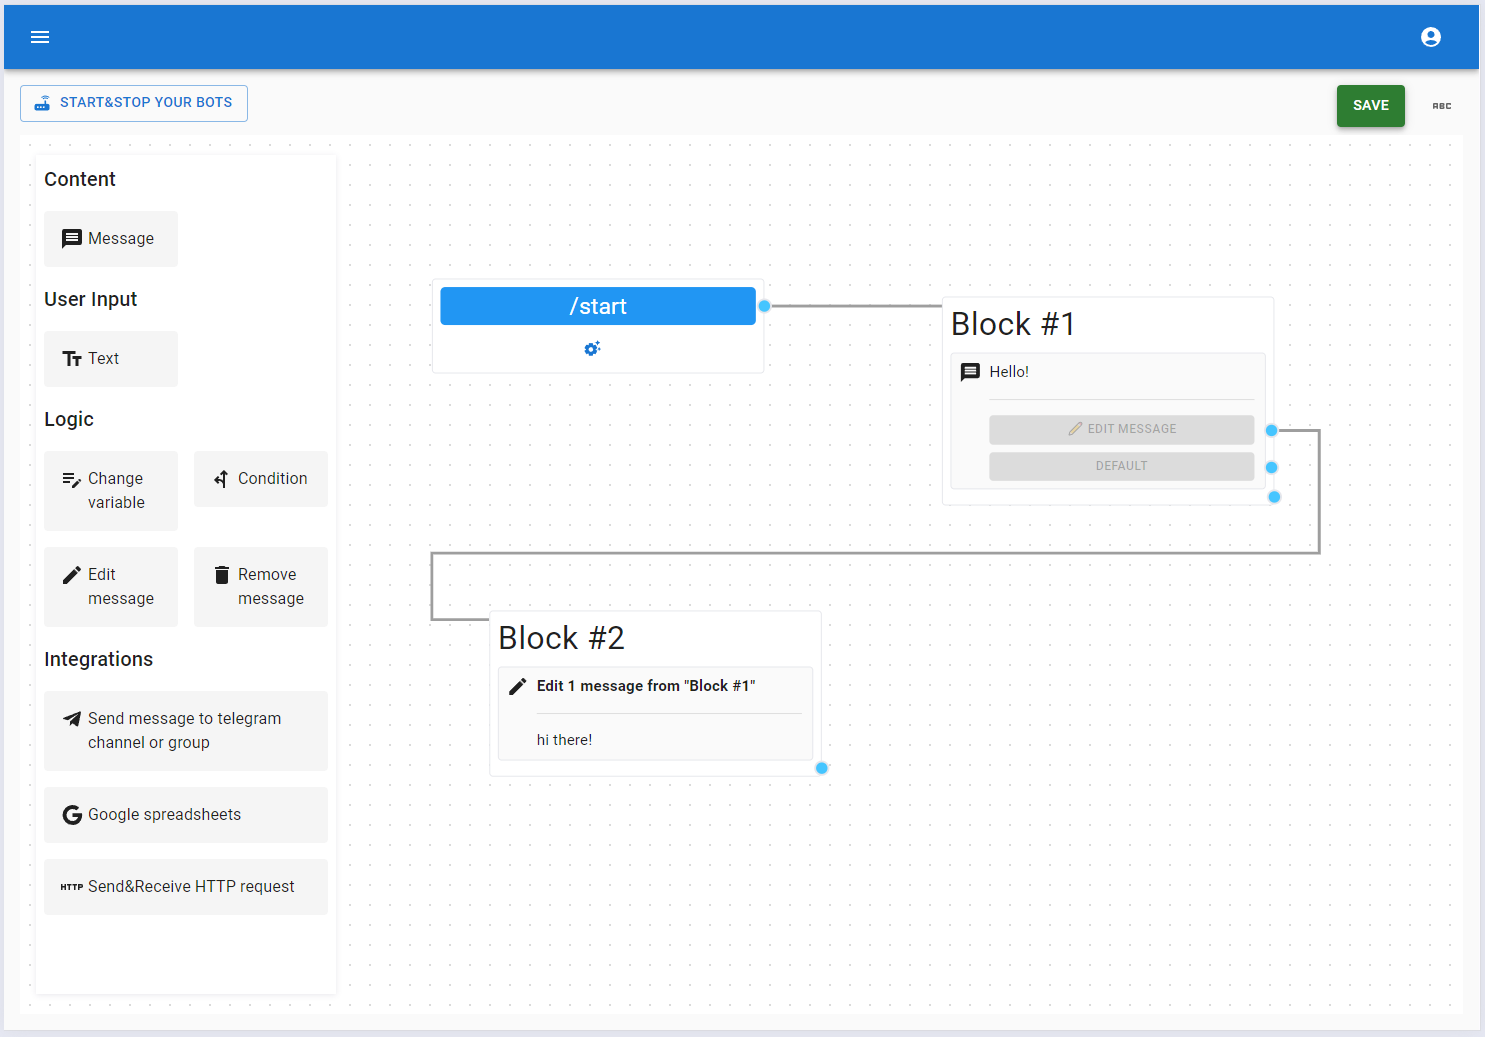 START&STOP YOUR BOTS
SAVE
ABC
Content
Message
User Input
Text
Logic
Change
variable
Condition
Edit
message
Remove
message
Integrations
Send message to telegram
channel or group
Google spreadsheets
HTTP Send&Receive HTTP request
/start
Block #1
Hello!
EDIT MESSAGE
DEFAULT
Block #2
Edit 1 message from "Block #1"
hi there!